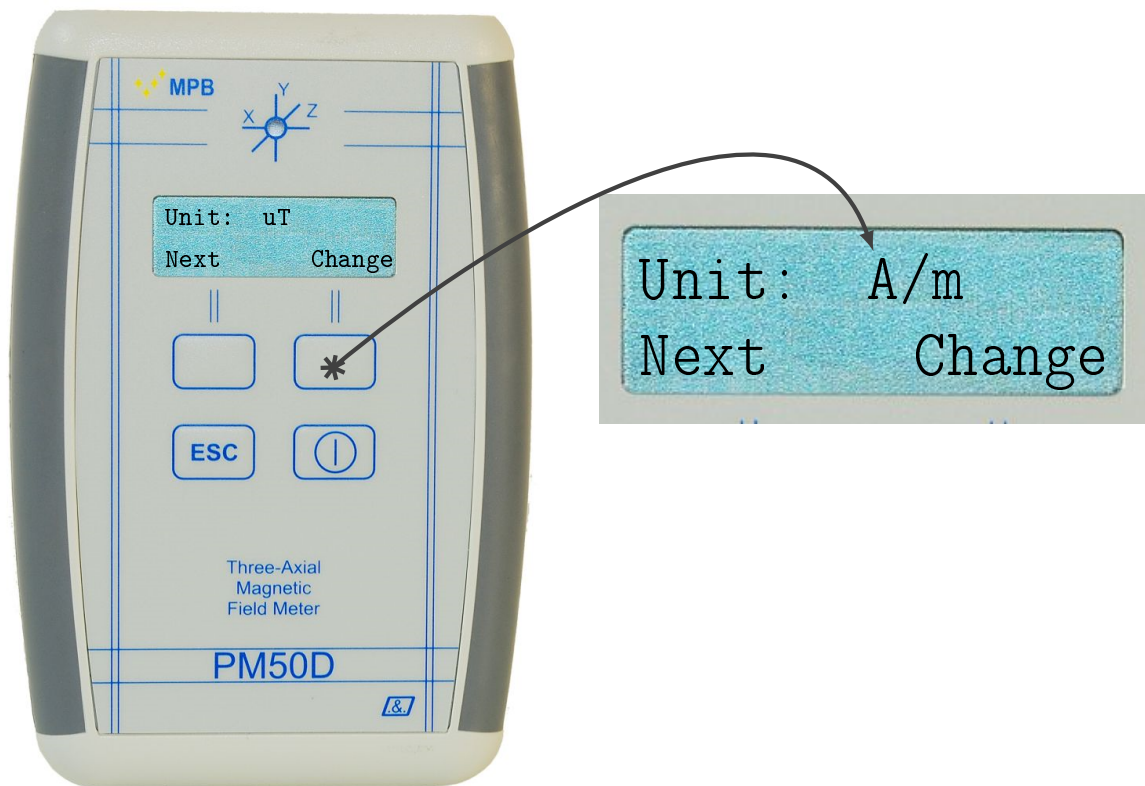 MPB
Y
X Z
Unit: uT
Next Change
ESC
Three-Axial
Magnetic
Field Meter
PM50D
.&.
Unit: A/m
Next Change